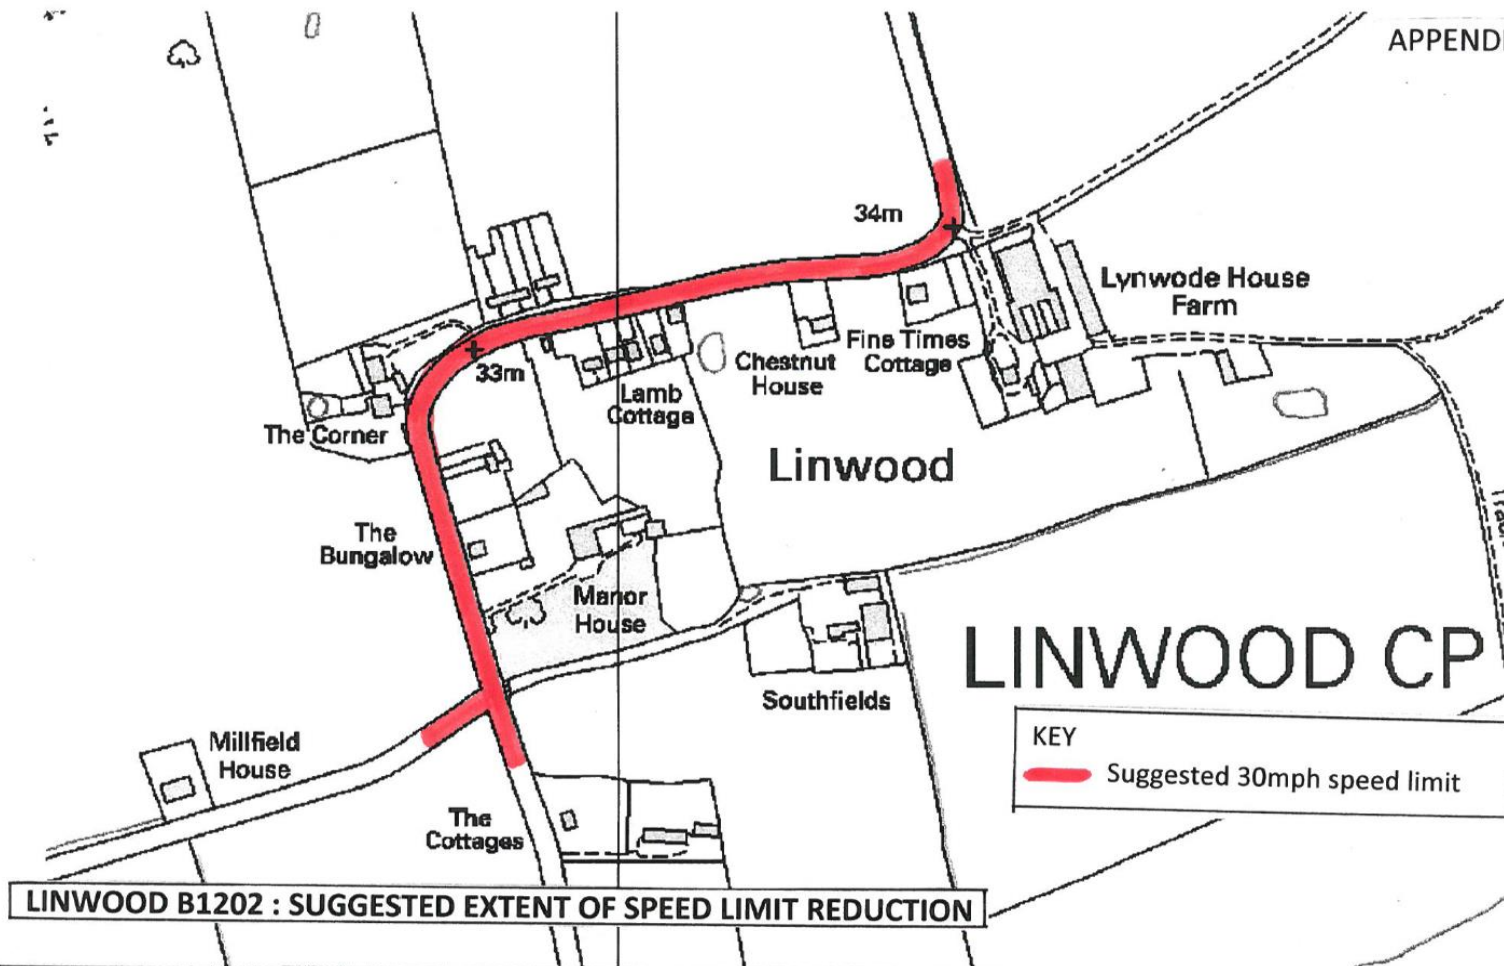 APPENDI
34m
Lynwode House
Farm
Fine Times
Cottage
Chestnut
House
33m
Lamb
Cottage
The Corner
Linwood
The
Bungalow
Manor
House
LINWOOD CP
Southfields
KEY
Suggested 30mph speed limit
Millfield
House
The
Cottages
LINWOOD B1202 : SUGGESTED EXTENT OF SPEED LIMIT REDUCTION